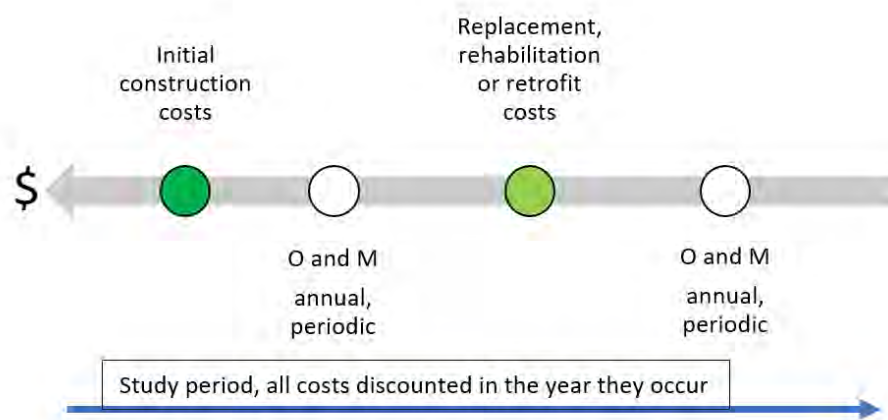 Initial
construction
costs
Replacement,
rehabilitation
or retrofit
costs
$
O and M
annual,
periodic
O and M
annual,
periodic
Study period, all costs discounted in the year they occur